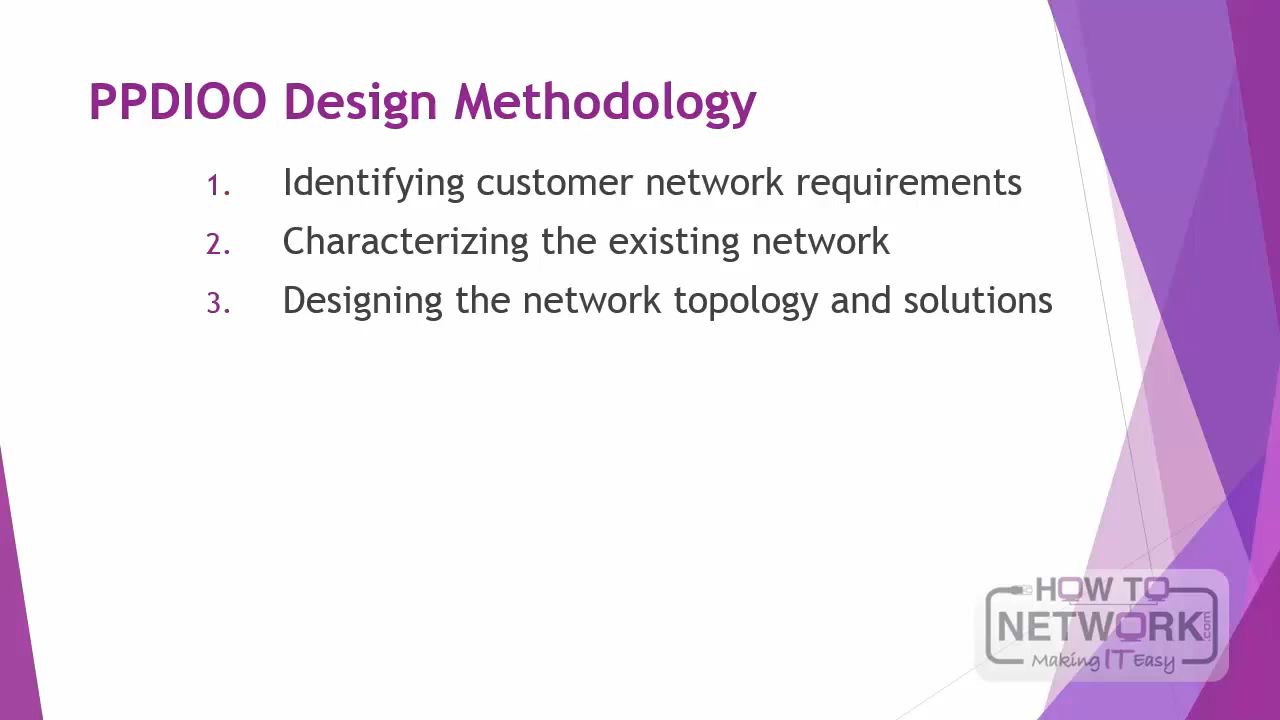 PPDIOO Design Methodology
1. Identifying customer network requirements
2. Characterizing the existing network
3. Designing the network topology and solutions
HOW TO
NETWORK.com
Making IT Easy